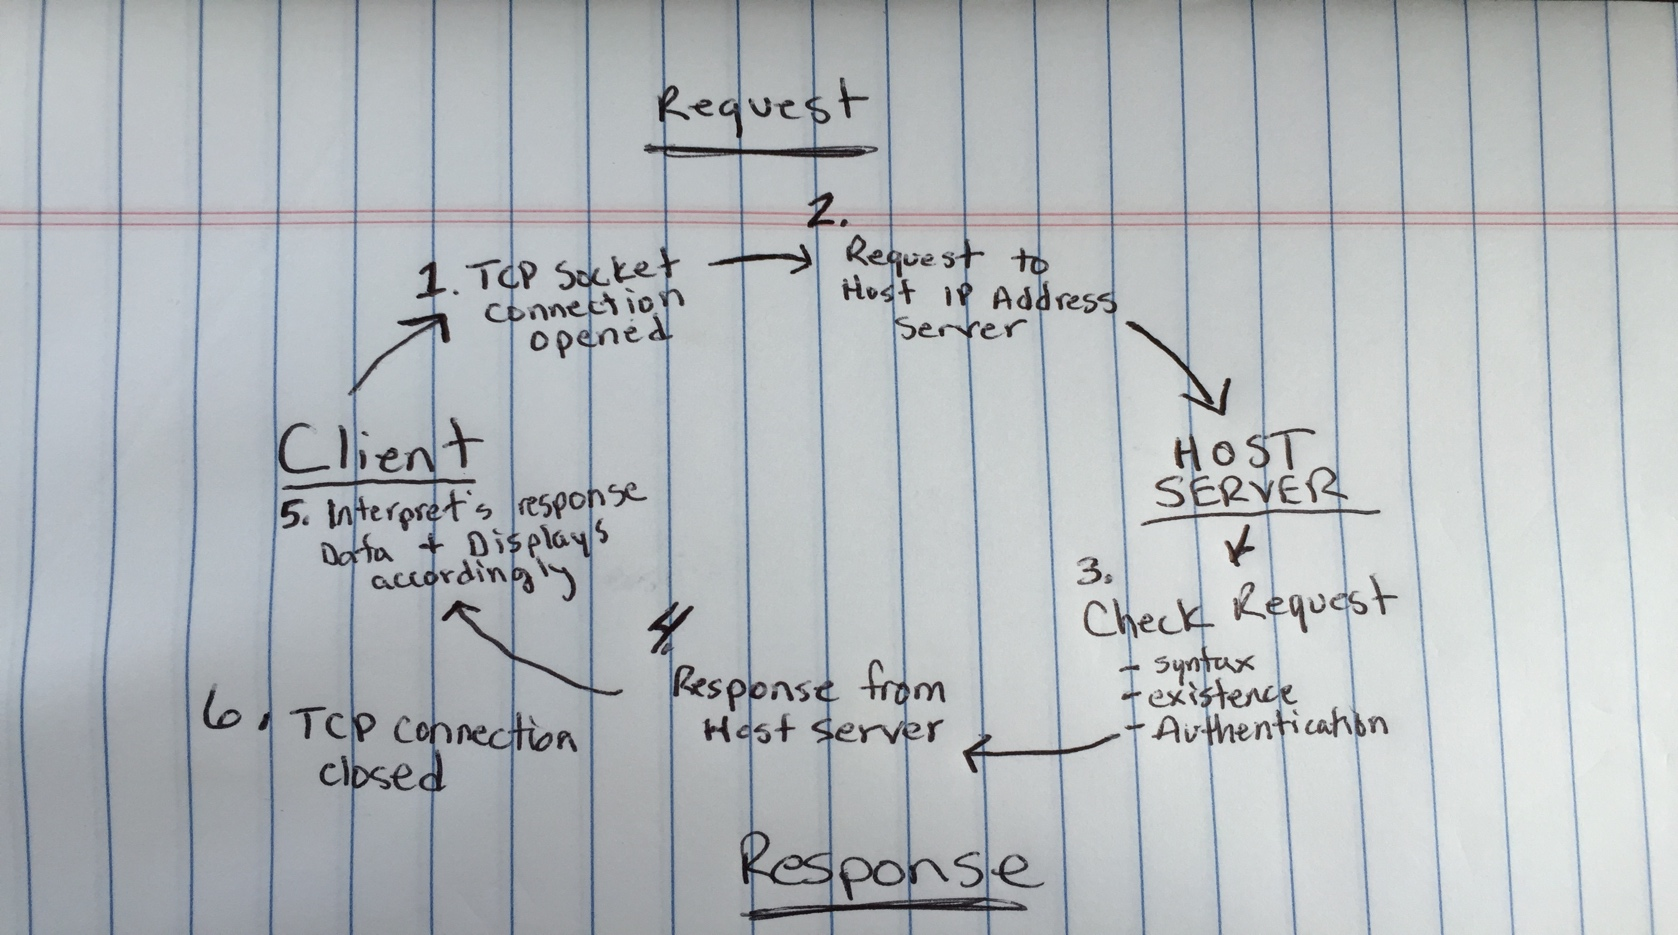 Request
1. TCP Socket
connection
opened
2.
Request to
Host IP Address
Server
HOST
SERVER
3.
Check Request
- syntax
- existence
- Authentication
4.
Response from
Host Server
Client
5. Interpret's response
Data + Displays
accordingly
6. TCP connection
closed
Response